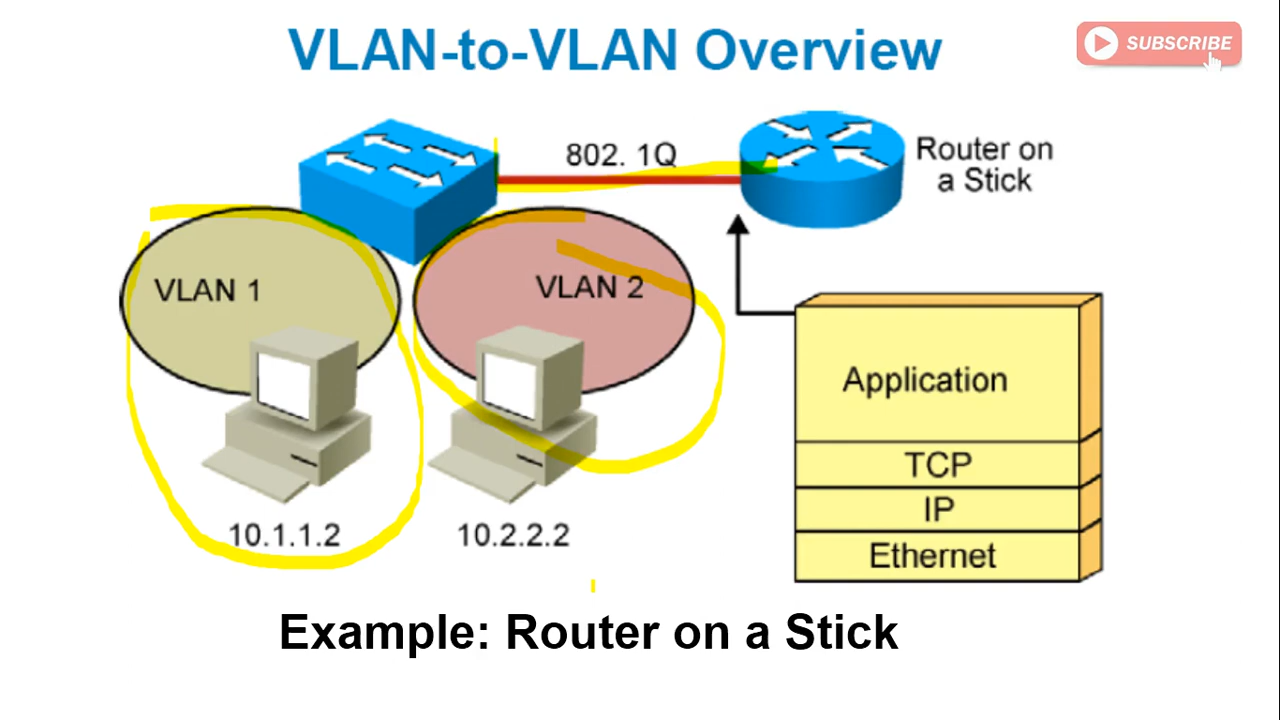 VLAN-to-VLAN Overview
SUBSCRIBE
802. 1Q
Router on
a Stick
VLAN 1
VLAN 2
Application
TCP
IP
Ethernet
10.1.1.2
10.2.2.2
Example: Router on a Stick